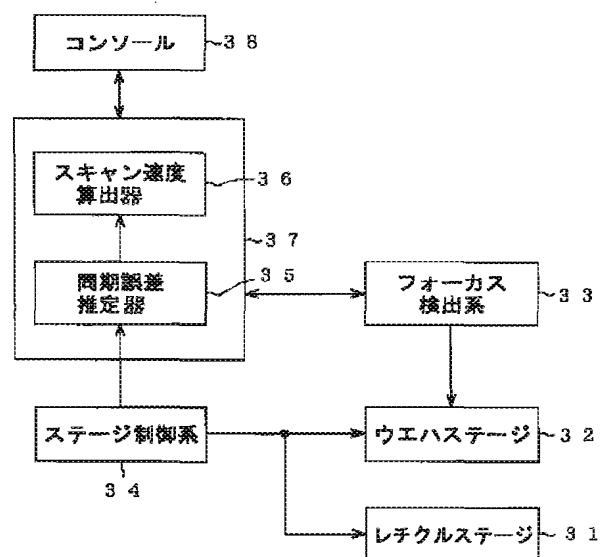 コンソール
38
スキャン速度
算出器
36
37
同期誤差
推定器
35
フォーカス
検出系
33
ステージ制御系
34
ウエハステージ
32
レチクルステージ
31